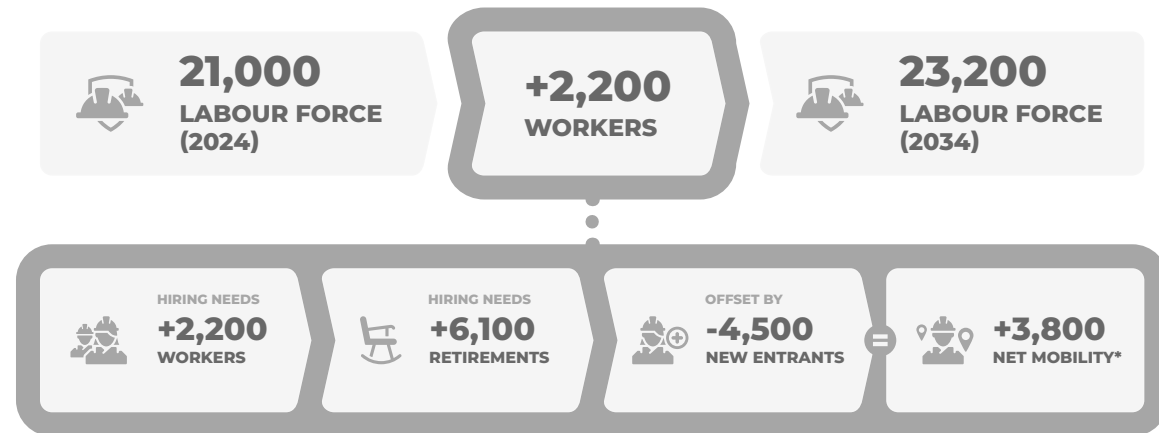 21,000
LABOUR FORCE
(2024)
+2,200
WORKERS
23,200
LABOUR FORCE
(2034)
HIRING NEEDS
+2,200
WORKERS
HIRING NEEDS
+6,100
RETIREMENTS
OFFSET BY
-4,500
NEW ENTRANTS
=
+3,800
NET MOBILITY*